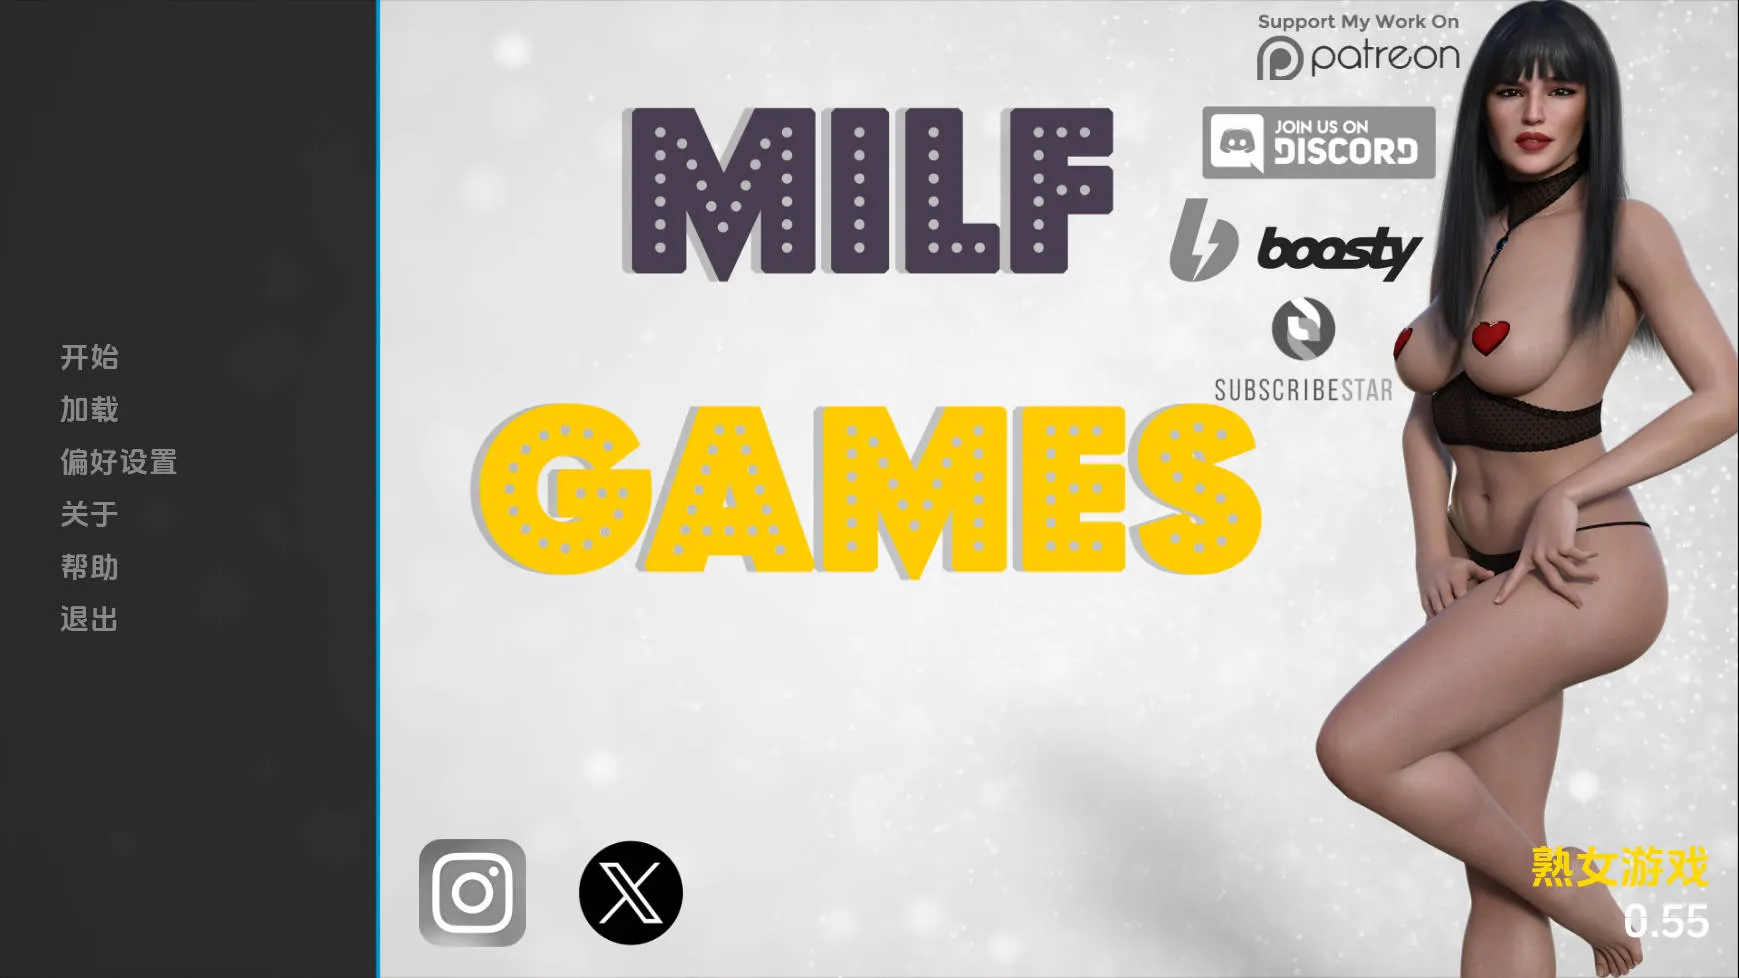 开始
加载
偏好设置
关于
帮助
退出
MILF
GAMES
Support My Work On
patreon
JOIN US ON
DISCORD
boosty
SUBSCRIBESTAR
熟女游戏
0.55